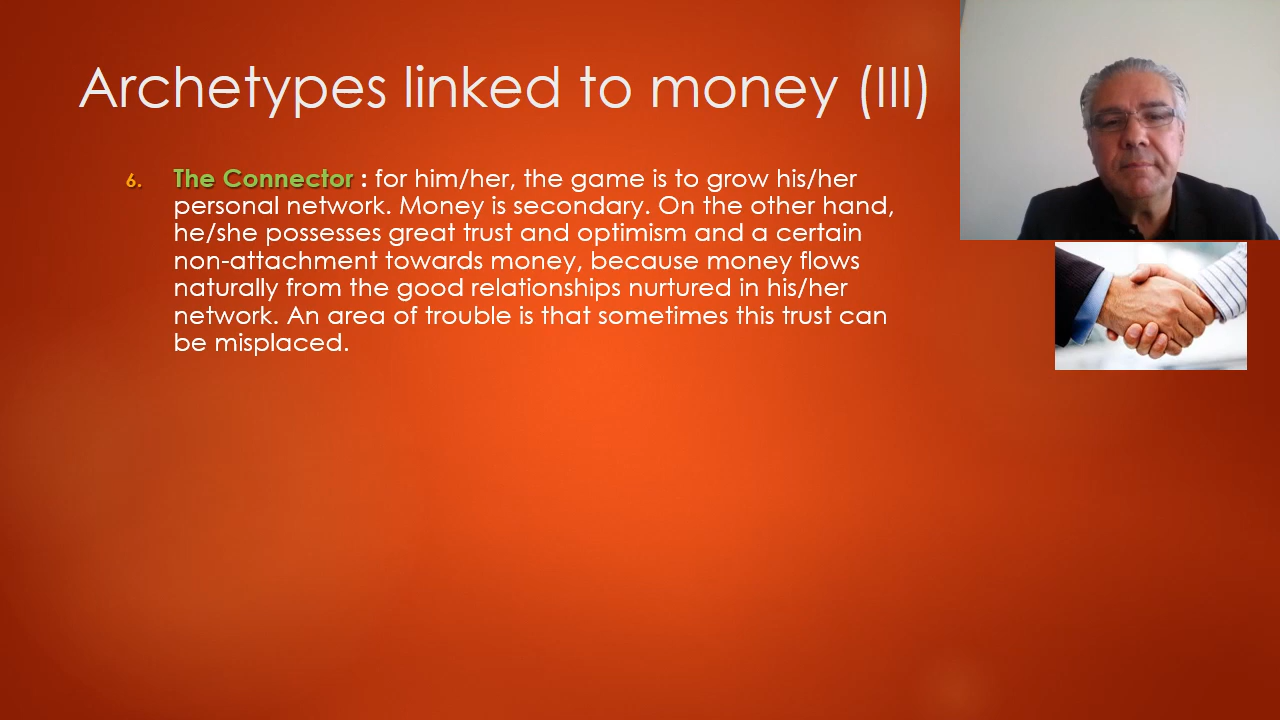 Archetypes linked to money (III)
6. The Connector : for him/her, the game is to grow his/her
personal network. Money is secondary. On the other hand,
he/she possesses great trust and optimism and a certain
non-attachment towards money, because money flows
naturally from the good relationships nurtured in his/her
network. An area of trouble is that sometimes this trust can
be misplaced.